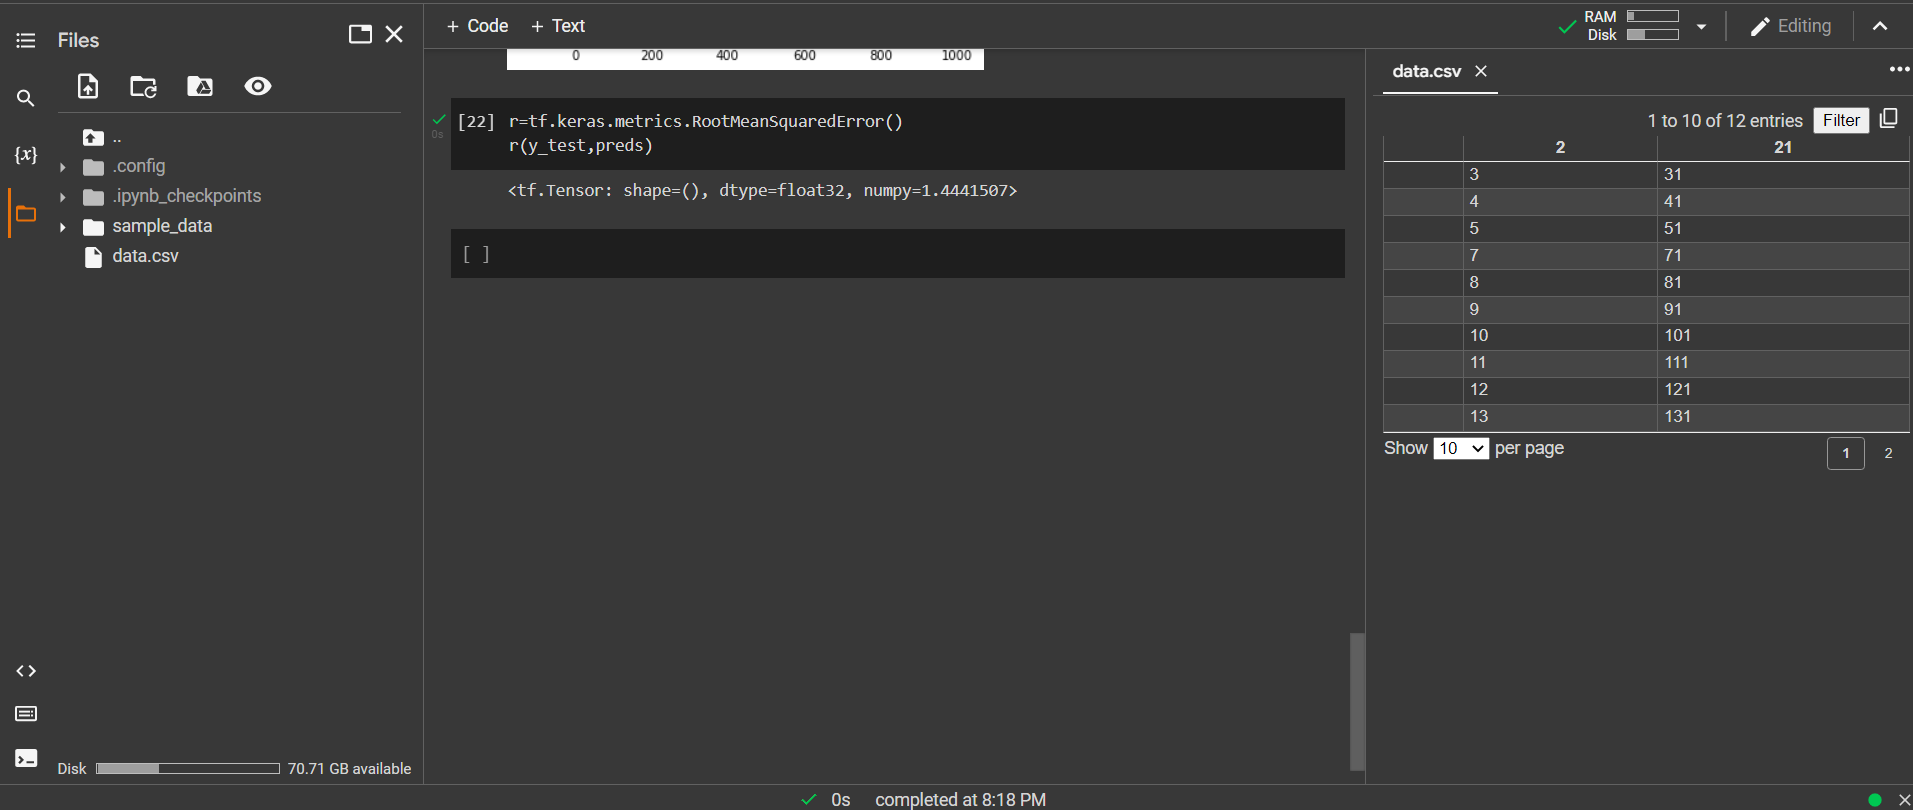 Files
..
.config
.ipynb_checkpoints
sample_data
data.csv
Disk 70.71 GB available
+ Code + Text
RAM
Disk
Editing
0 200 400 600 800 1000
[22] r=tf.keras.metrics.RootMeanSquaredError()
r(y_test,preds)
0s
<tf.Tensor: shape=(), dtype=float32, numpy=1.4441507>
[ ]
data.csv
1 to 10 of 12 entries Filter
2 21
3 31
4 41
5 51
7 71
8 81
9 91
10 101
11 111
12 121
13 131
Show 10 per page 1 2
0s completed at 8:18 PM